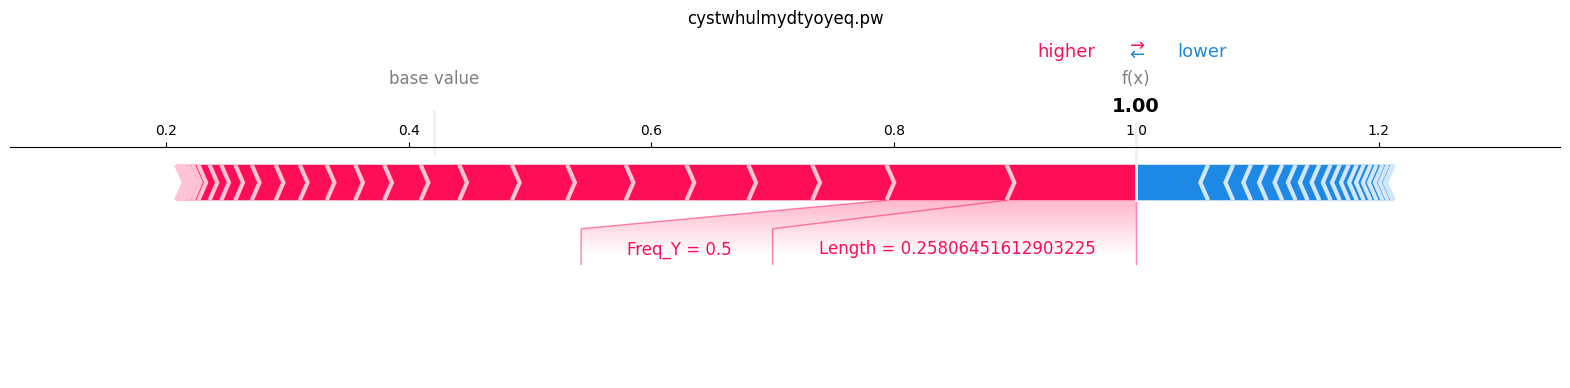 cystwhulmydtyoyeq.pw
higher ⇄ lower
base value f(x)
1.00
0.2 0.4 0.6 0.8 1.0 1.2
Freq_Y = 0.5 Length = 0.25806451612903225